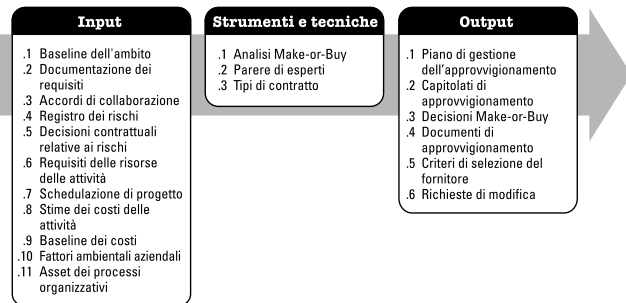 Input
.1 Baseline dell'ambito
.2 Documentazione dei
requisiti
.3 Accordi di collaborazione
.4 Registro dei rischi
.5 Decisioni contrattuali
relative ai rischi
.6 Requisiti delle risorse
delle attività
.7 Schedulazione di progetto
.8 Stime dei costi delle
attività
.9 Baseline dei costi
.10 Fattori ambientali aziendali
.11 Asset dei processi
organizzativi
Strumenti e tecniche
.1 Analisi Make-or-Buy
.2 Parere di esperti
.3 Tipi di contratto
Output
.1 Piano di gestione
dell'approvvigionamento
.2 Capitolati di
approvvigionamento
.3 Decisioni Make-or-Buy
.4 Documenti di
approvvigionamento
.5 Criteri di selezione del
fornitore
.6 Richieste di modifica